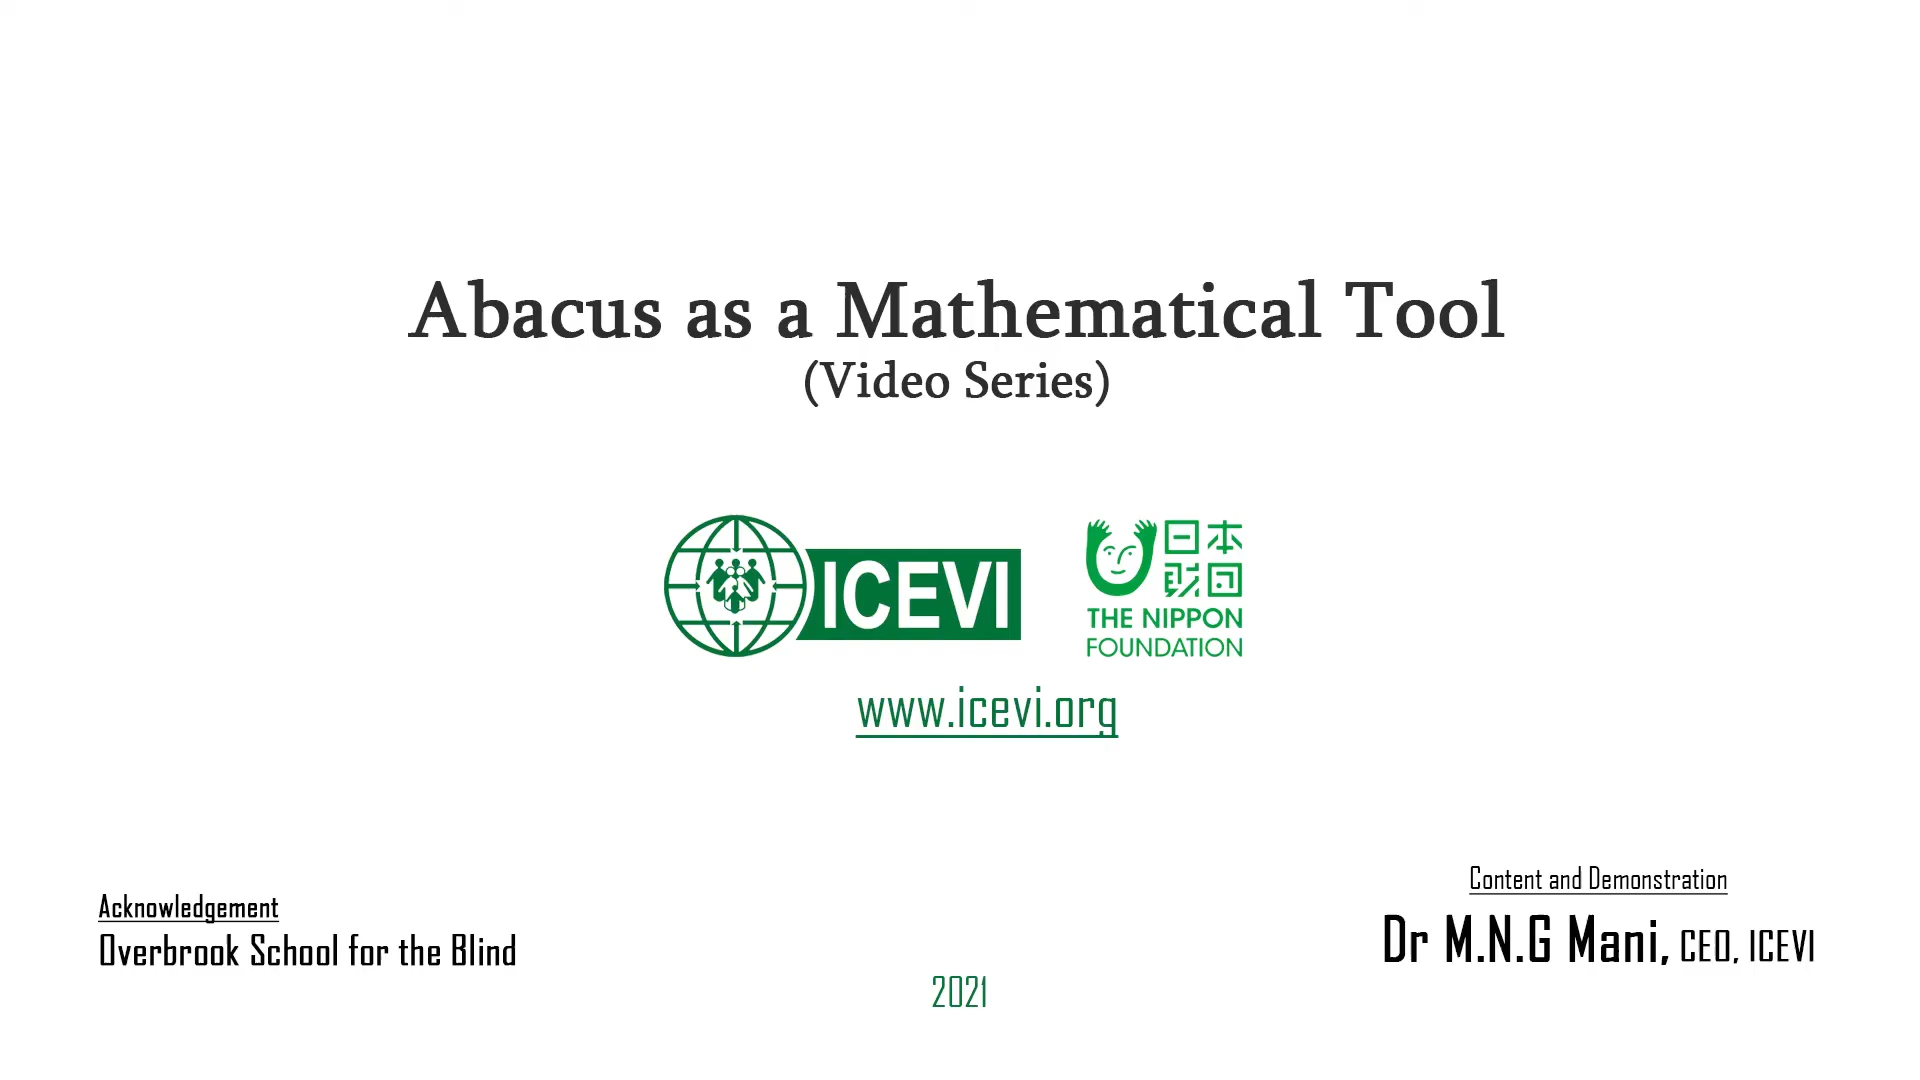 Abacus as a Mathematical Tool
(Video Series)
ICEVI
日本
財団
THE NIPPON
FOUNDATION
www.icevi.org
Acknowledgement
Overbrook School for the Blind
Content and Demonstration
Dr M.N.G Mani, CEO, ICEVI
2021